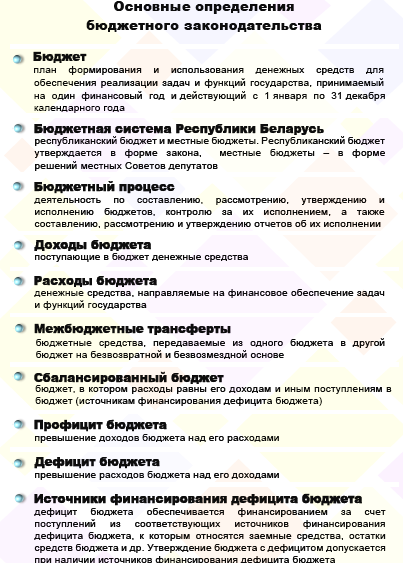 Основные определения
бюджетного законодательства
Бюджет
план формирования и использования денежных средств для
обеспечения реализации задач и функций государства, принимаемый
на один финансовый год и действующий с 1 января по 31 декабря
календарного года
Бюджетная система Республики Беларусь
республиканский бюджет и местные бюджеты. Республиканский бюджет
утверждается в форме закона, местные бюджеты – в форме
решений местных Советов депутатов
Бюджетный процесс
деятельность по составлению, рассмотрению, утверждению и
исполнению бюджетов, контролю за их исполнением, а также
составлению, рассмотрению и утверждению отчетов об их исполнении
Доходы бюджета
поступающие в бюджет денежные средства
Расходы бюджета
денежные средства, направляемые на финансовое обеспечение задач
и функций государства
Межбюджетные трансферты
бюджетные средства, передаваемые из одного бюджета в другой
бюджет на безвозвратной и безвозмездной основе
Сбалансированный бюджет
бюджет, в котором расходы равны его доходам и иным поступлениям в
бюджет (источникам финансирования дефицита бюджета)
Профицит бюджета
превышение доходов бюджета над его расходами
Дефицит бюджета
превышение расходов бюджета над его доходами
Источники финансирования дефицита бюджета
дефицит бюджета обеспечивается финансированием за счет
поступлений из соответствующих источников финансирования
дефицита бюджета, к которым относятся заемные средства, остатки
средств бюджета и др. Утверждение бюджета с дефицитом допускается
при наличии источников финансирования дефицита бюджета